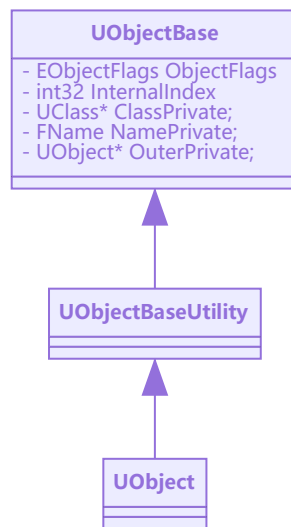 UObjectBase
- EObjectFlags ObjectFlags
- int32 InternalIndex
- UClass* ClassPrivate;
- FName NamePrivate;
- UObject* OuterPrivate;
UObjectBaseUtility
UObject